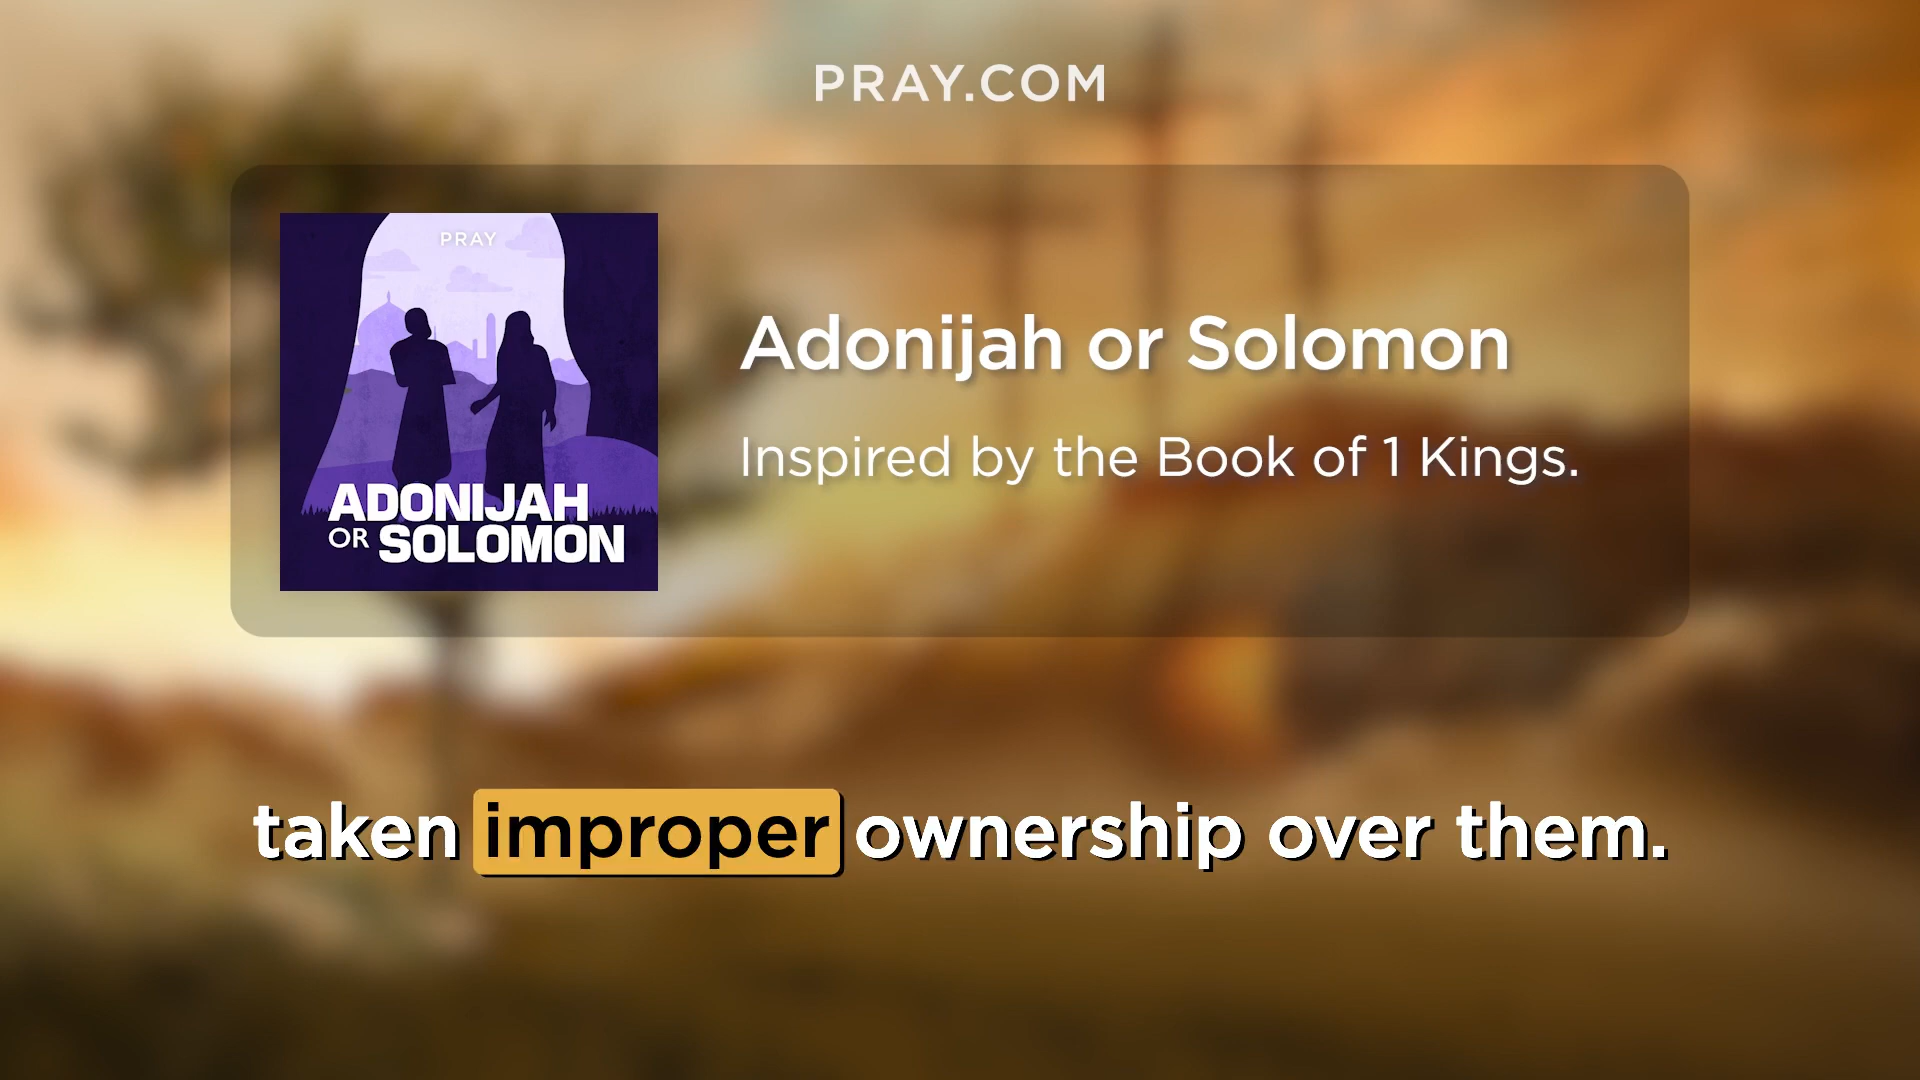 PRAY.COM
PRAY
ADONIJAH
OR SOLOMON
Adonijah or Solomon
Inspired by the Book of 1 Kings.
taken improper ownership over them.